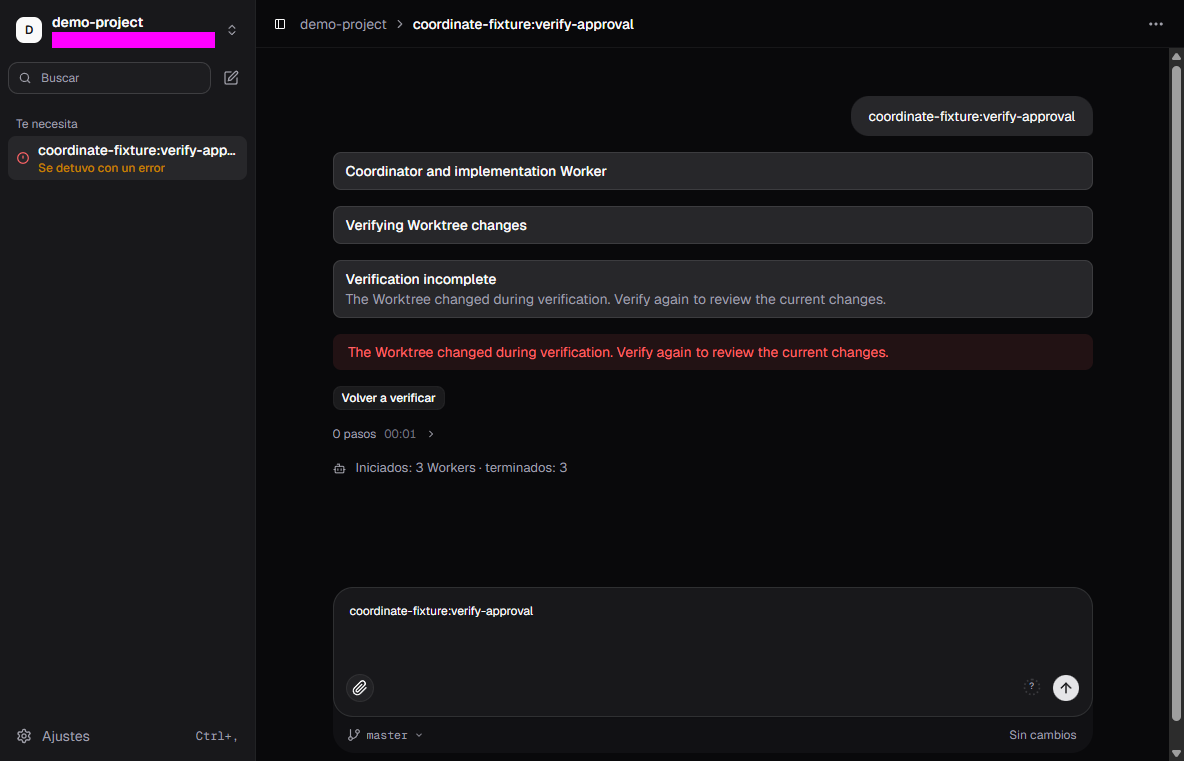 D
demo-project
Buscar
Te necesita
coordinate-fixture:verify-app...
Se detuvo con un error
Ajustes
Ctrl+,
demo-project > coordinate-fixture:verify-approval
coordinate-fixture:verify-approval
Coordinator and implementation Worker
Verifying Worktree changes
Verification incomplete
The Worktree changed during verification. Verify again to review the current changes.
The Worktree changed during verification. Verify again to review the current changes.
Volver a verificar
0 pasos 00:01
Iniciados: 3 Workers · terminados: 3
coordinate-fixture:verify-approval
?
master
Sin cambios